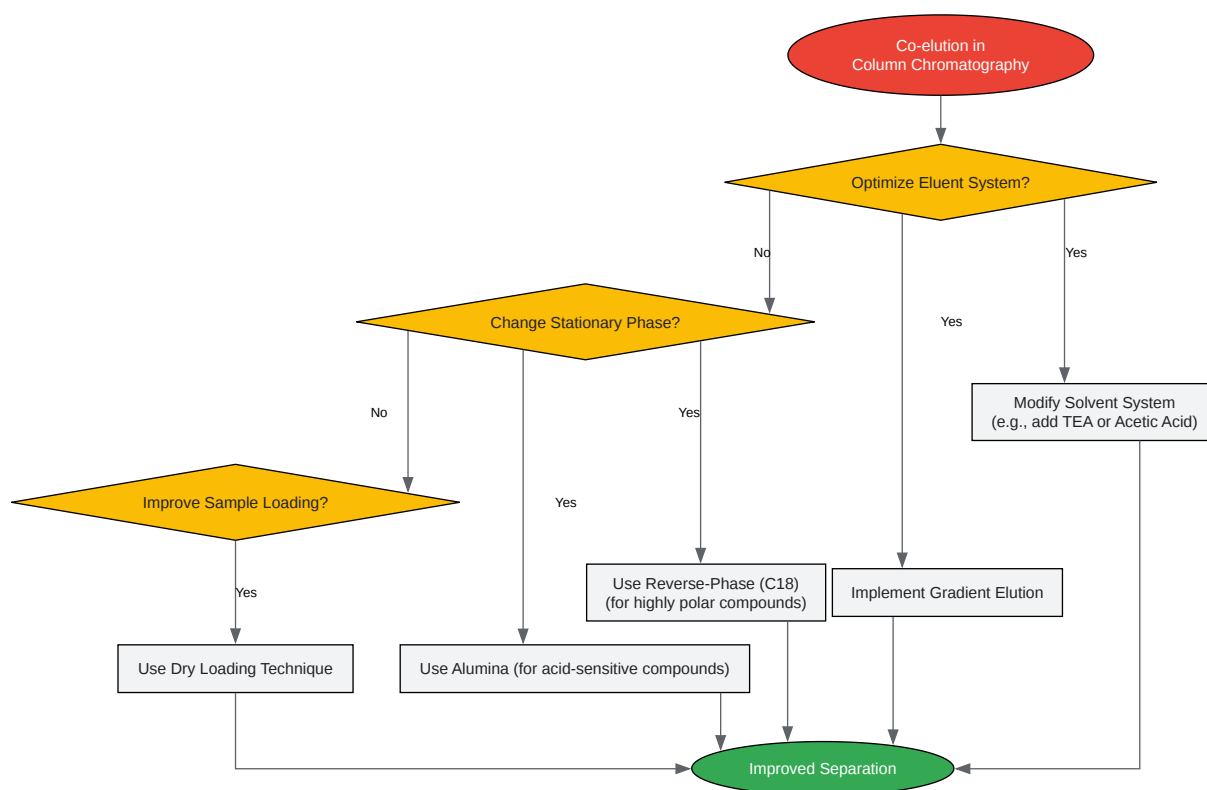 Co-elution in
Column Chromatography
Optimize Eluent System?
No
Yes
Yes
Change Stationary Phase?
No
Yes
Yes
Modify Solvent System
(e.g., add TEA or Acetic Acid)
Improve Sample Loading?
Yes
Use Reverse-Phase (C18)
(for highly polar compounds)
Implement Gradient Elution
Use Dry Loading Technique
Use Alumina (for acid-sensitive compounds)
Improved Separation